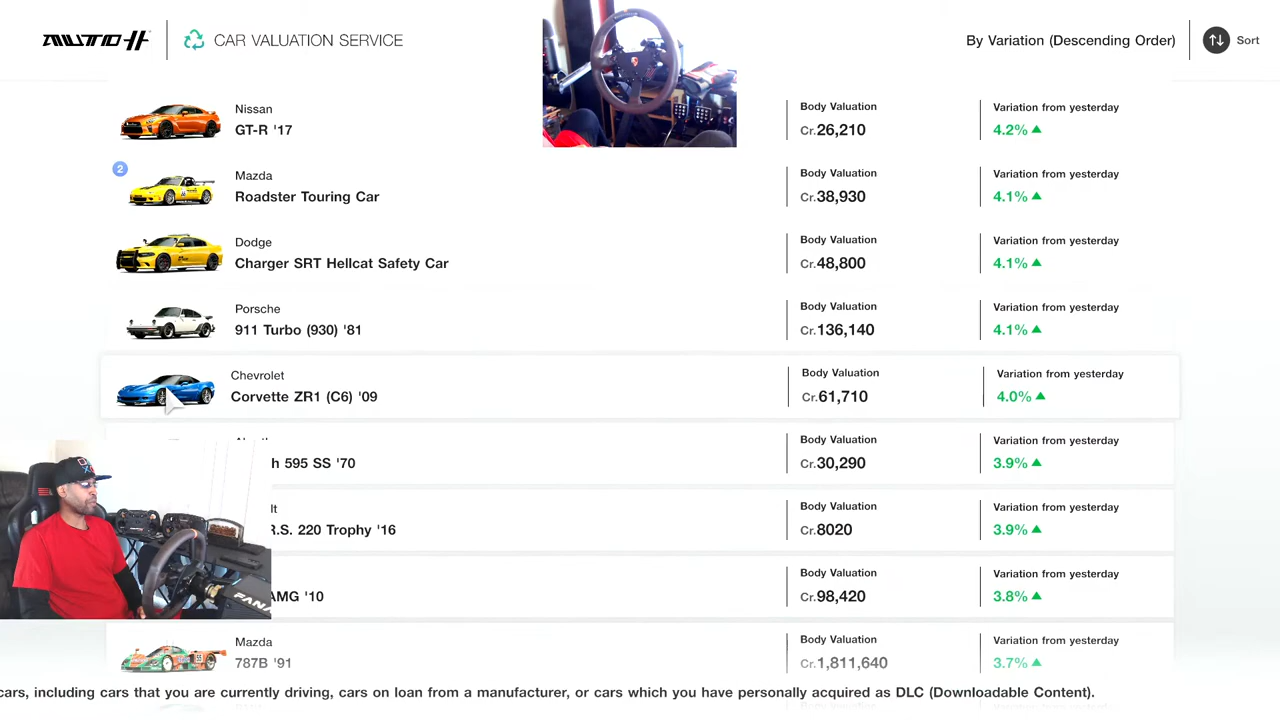 AUTO-H CAR VALUATION SERVICE By Variation (Descending Order) Sort
Nissan Body Valuation Variation from yesterday
GT-R '17 Cr.26,210 4.2%
2
Mazda Body Valuation Variation from yesterday
Roadster Touring Car Cr.38,930 4.1%
Dodge Body Valuation Variation from yesterday
Charger SRT Hellcat Safety Car Cr.48,800 4.1%
Porsche Body Valuation Variation from yesterday
911 Turbo (930) '81 Cr.136,140 4.1%
Chevrolet Body Valuation Variation from yesterday
Corvette ZR1 (C6) '09 Cr.61,710 4.0%
Body Valuation Variation from yesterday
595 SS '70 Cr.30,290 3.9%
Body Valuation Variation from yesterday
R.S. 220 Trophy '16 Cr.8020 3.9%
Body Valuation Variation from yesterday
AMG '10 Cr.98,420 3.8%
FANA
Mazda Body Valuation Variation from yesterday
787B '91 Cr.1,811,640 3.7%
cars, including cars that you are currently driving, cars on loan from a manufacturer, or cars which you have personally acquired as DLC (Downloadable Content).